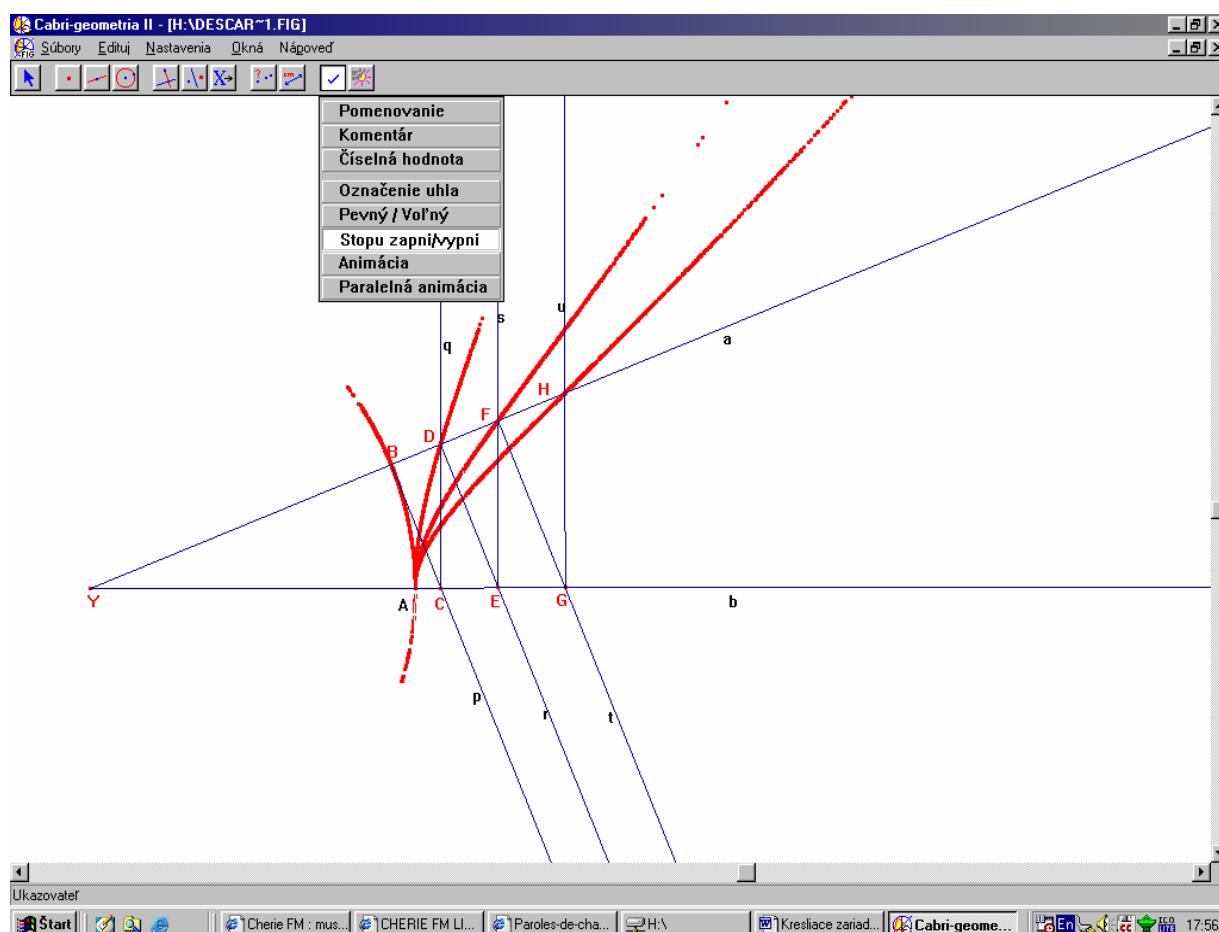 Cabri-geometria II - [H:\DESCAR~1.FIG]
Súbory Edituj Nastavenia Okná Nápoveď
Pomenovanie
Komentár
Číselná hodnota
Označenie uhla
Pevný / Voľný
Stopu zapni/vypni
Animácia
Paralelná animácia
s
u
q
a
H
F
D
B
Y
A
C
E
G
b
p
r
t
Ukazovateľ
Štart Cherie FM : mus... CHERIE FM LI... Paroles-de-cha... H:\ Kresliace zariad... Cabri-geome... En 17:56